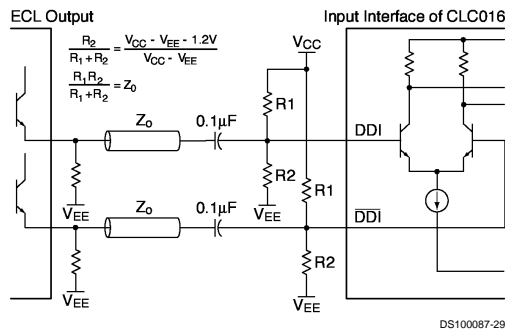 ECL Output
Input Interface of CLC016
R2 / R1 + R2 = VCC - VEE - 1.2V / VCC - VEE
R1R2 / R1 + R2 = Z0
VCC
R1
Zo
0.1µF
DDI
R2
R1
VEE
VEE
Zo
0.1µF
DDI
R2
VEE
VEE
DS100087-29